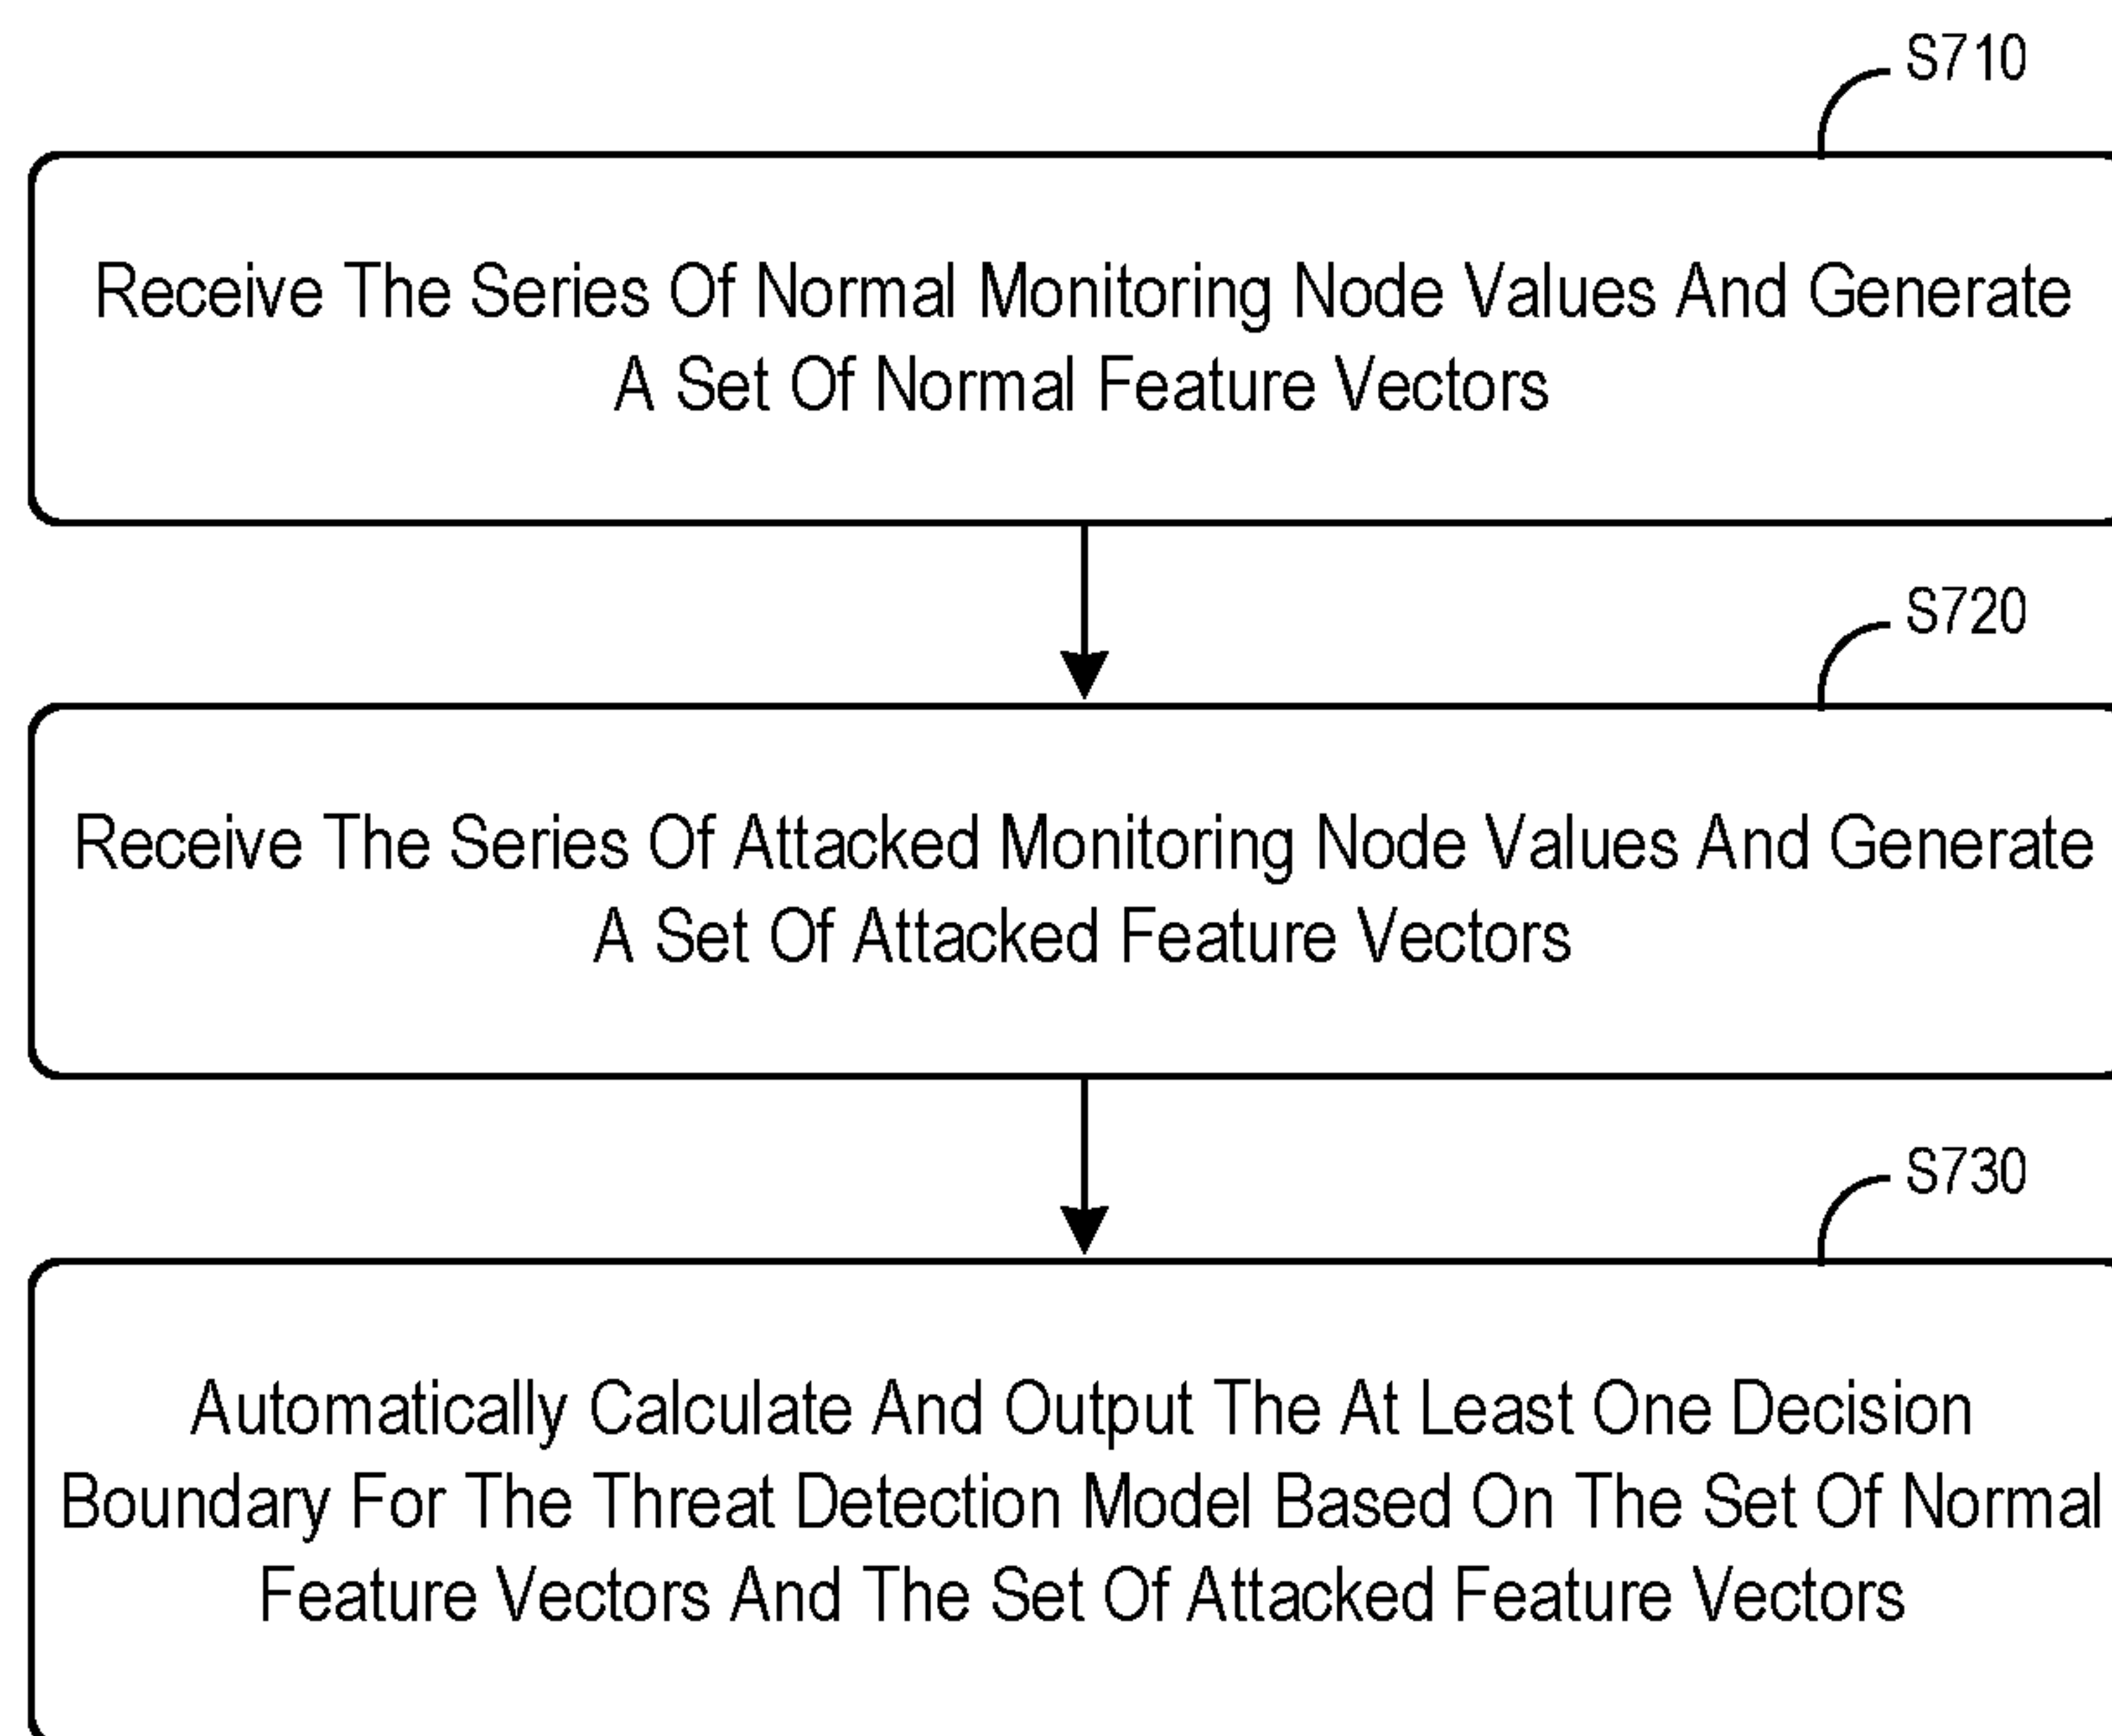 S710
Receive The Series Of Normal Monitoring Node Values And Generate
A Set Of Normal Feature Vectors
S720
Receive The Series Of Attacked Monitoring Node Values And Generate
A Set Of Attacked Feature Vectors
S730
Automatically Calculate And Output The At Least One Decision
Boundary For The Threat Detection Model Based On The Set Of Normal
Feature Vectors And The Set Of Attacked Feature Vectors